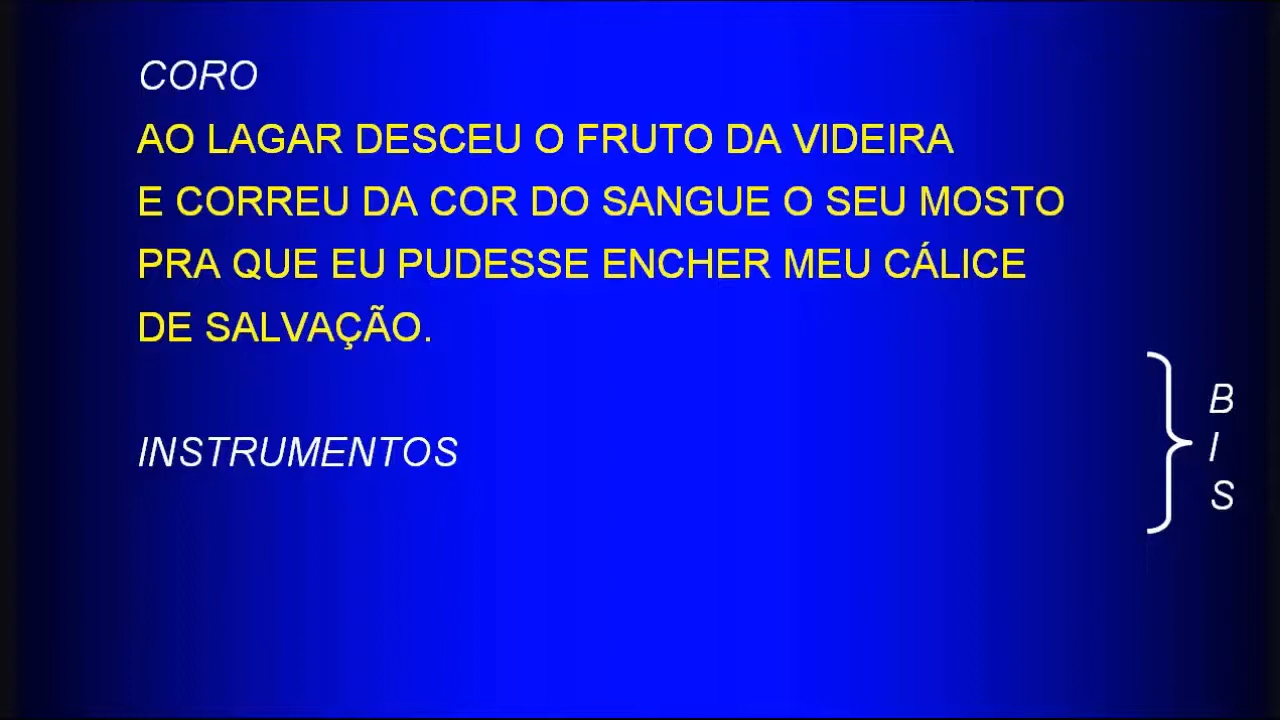 CORO
AO LAGAR DESCEU O FRUTO DA VIDEIRA
E CORREU DA COR DO SANGUE O SEU MOSTO
PRA QUE EU PUDESSE ENCHER MEU CÁLICE
DE SALVAÇÃO.
INSTRUMENTOS
B
I
S